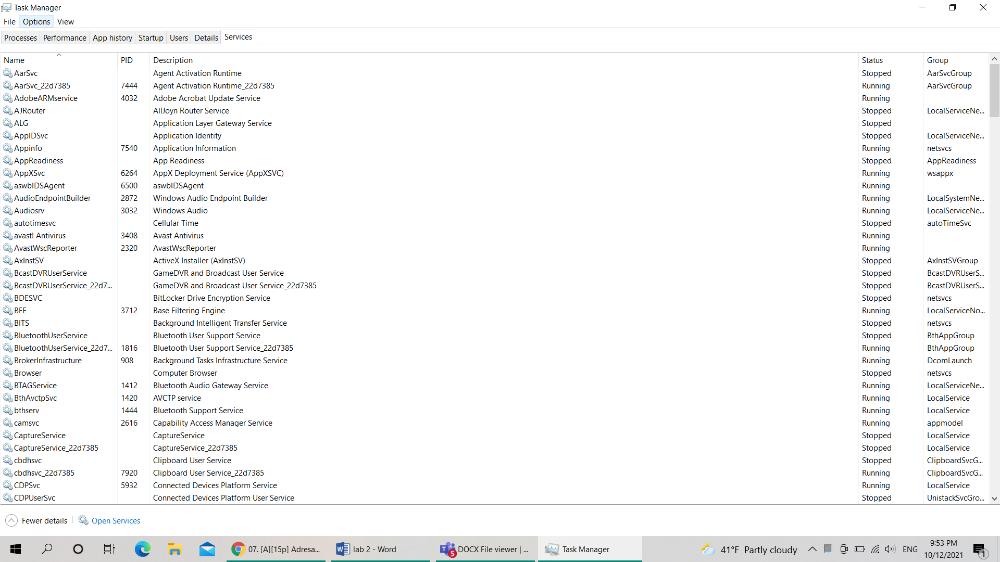 Task Manager
File Options View
Processes Performance App history Startup Users Details Services
Name PID Description Status Group
AarSvc Agent Activation Runtime Stopped AarSvcGroup
AarSvc_22d7385 7444 Agent Activation Runtime_22d7385 Running AarSvcGroup
AdobeARMservice 4032 Adobe Acrobat Update Service Running
AJRouter AllJoyn Router Service Stopped LocalServiceNe...
ALG Application Layer Gateway Service Stopped
AppIDSvc Application Identity Stopped LocalServiceNe...
Appinfo 7540 Application Information Running netsvcs
AppReadiness App Readiness Stopped AppReadiness
AppXSvc 6264 AppX Deployment Service (AppXSVC) Running wsappx
aswbIDSAgent 6500 aswbIDSAgent Running
AudioEndpointBuilder 2872 Windows Audio Endpoint Builder Running LocalSystemNe...
Audiosrv 3032 Windows Audio Running LocalServiceNe...
autotimesvc Cellular Time Stopped autoTimeSvc
avast! Antivirus 3408 Avast Antivirus Running
AvastWscReporter 2320 AvastWscReporter Running
AxInstSV ActiveX Installer (AxInstSV) Stopped AxInstSVGroup
BcastDVRUserService GameDVR and Broadcast User Service Stopped BcastDVRUserS...
BcastDVRUserService_22d7... GameDVR and Broadcast User Service_22d7385 Stopped BcastDVRUserS...
BDESVC BitLocker Drive Encryption Service Stopped netsvcs
BFE 3712 Base Filtering Engine Running LocalServiceNo...
BITS Background Intelligent Transfer Service Stopped netsvcs
BluetoothUserService Bluetooth User Support Service Stopped BthAppGroup
BluetoothUserService_22d7... 1816 Bluetooth User Support Service_22d7385 Running BthAppGroup
BrokerInfrastructure 908 Background Tasks Infrastructure Service Running DcomLaunch
Browser Computer Browser Stopped netsvcs
BTAGService 1412 Bluetooth Audio Gateway Service Running LocalServiceNe...
BthAvctpSvc 1420 AVCTP service Running LocalService
bthserv 1444 Bluetooth Support Service Running LocalService
camsvc 2616 Capability Access Manager Service Running appmodel
CaptureService CaptureService Stopped LocalService
CaptureService_22d7385 CaptureService_22d7385 Stopped LocalService
cbdhsvc Clipboard User Service Stopped ClipboardSvcG...
cbdhsvc_22d7385 7920 Clipboard User Service_22d7385 Running ClipboardSvcG...
CDPSvc 5932 Connected Devices Platform Service Running LocalService
CDPUserSvc Connected Devices Platform User Service Stopped UnistackSvcGro...
Fewer details Open Services
07. [A][15p] Adresa... lab 2 - Word 5 DOCX File viewer | ... Task Manager 41°F Partly cloudy ENG 9:53 PM
10/12/2021 1